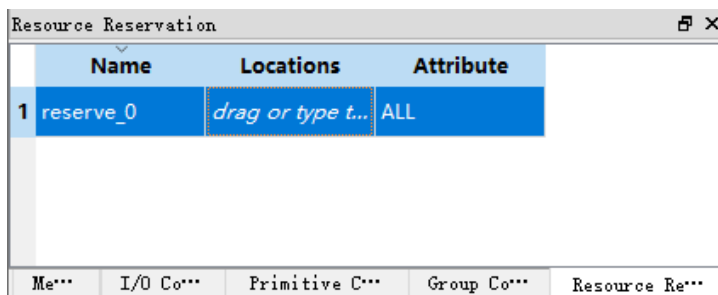 Resource Reservation
Name Locations Attribute
1 reserve_0 drag or type t... ALL
Me··· I/O Co··· Primitive C··· Group Co··· Resource Re···